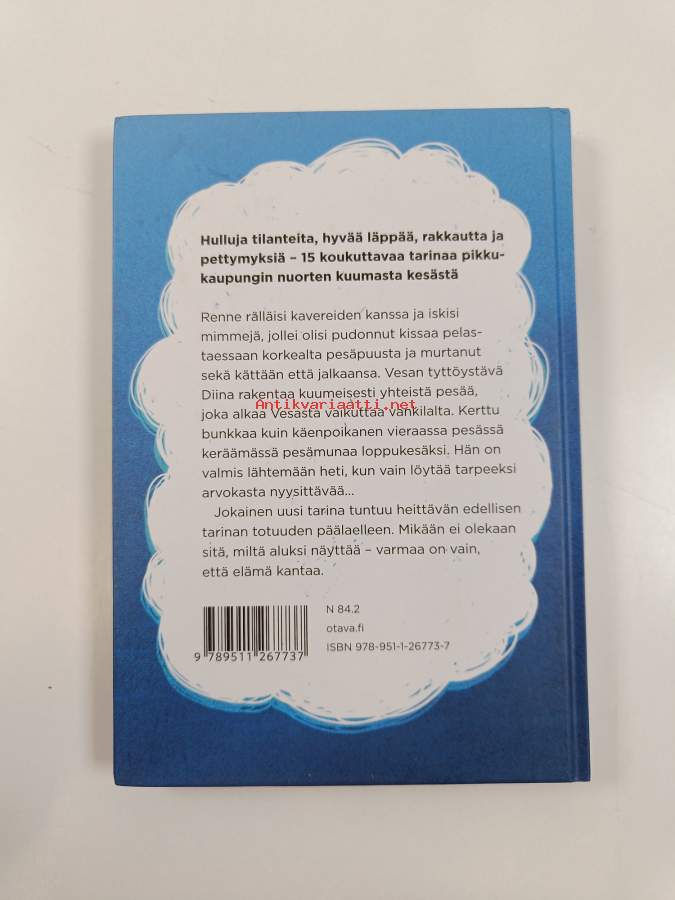 Hulluja tilanteita, hyvää läppää, rakkautta ja
pettymyksiä – 15 koukuttavaa tarinaa pikku-
kaupungin nuorten kuumasta kesästä
Renne rälläisi kavereiden kanssa ja iskisi
mimmejä, jollei olisi pudonnut kissaa pelas-
taessaan korkealta pesäpuusta ja murtanut
sekä kättään että jalkaansa. Vesan tyttöystävä
Diina rakentaa kuumeisesti yhteistä pesää,
Antikvariaatti.net
joka alkaa Vesasta vaikuttaa vankilalta. Kerttu
bunkkaa kuin käenpoikanen vieraassa pesässä
keräämässä pesämunaa loppukesäksi. Hän on
valmis lähtemään heti, kun vain löytää tarpeeksi
arvokasta nyysittävää...
Jokainen uusi tarina tuntuu heittävän edellisen
tarinan totuuden päälaelleen. Mikään ei olekaan
sitä, miltä aluksi näyttää – varmaa on vain,
että elämä kantaa.
N 84.2
otava.fi
ISBN 978-951-1-26773-7
9 789511 267737